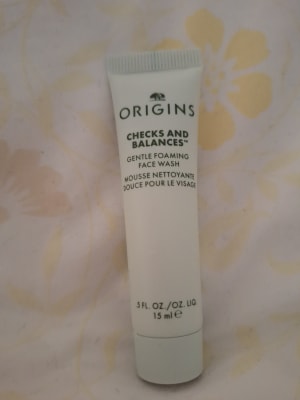 ORIGINS
CHECKS AND
BALANCES™
GENTLE FOAMING
FACE WASH
MOUSSE NETTOYANTE
DOUCE POUR LE VISAGE
.5 FL. OZ./OZ. LIQ.
15 ml ℮